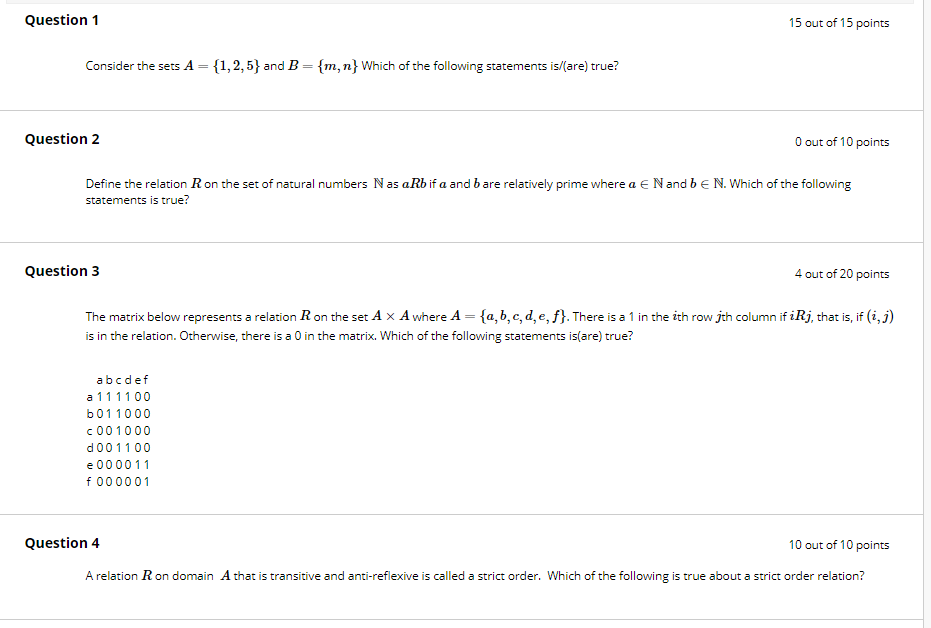 Question 1
15 out of 15 points
Consider the sets A = {1, 2, 5} and B = {m, n} Which of the following statements is/(are) true?
Question 2
0 out of 10 points
Define the relation R on the set of natural numbers ℕ as aRb if a and b are relatively prime where a ∈ ℕ and b ∈ ℕ. Which of the following
statements is true?
Question 3
4 out of 20 points
The matrix below represents a relation R on the set A × A where A = {a, b, c, d, e, f}. There is a 1 in the ith row jth column if iRj, that is, if (i, j)
is in the relation. Otherwise, there is a 0 in the matrix. Which of the following statements is(are) true?
a b c d e f
a 1 1 1 1 0 0
b 0 1 1 0 0 0
c 0 0 1 0 0 0
d 0 0 1 1 0 0
e 0 0 0 0 1 1
f 0 0 0 0 0 1
Question 4
10 out of 10 points
A relation R on domain A that is transitive and anti-reflexive is called a strict order. Which of the following is true about a strict order relation?